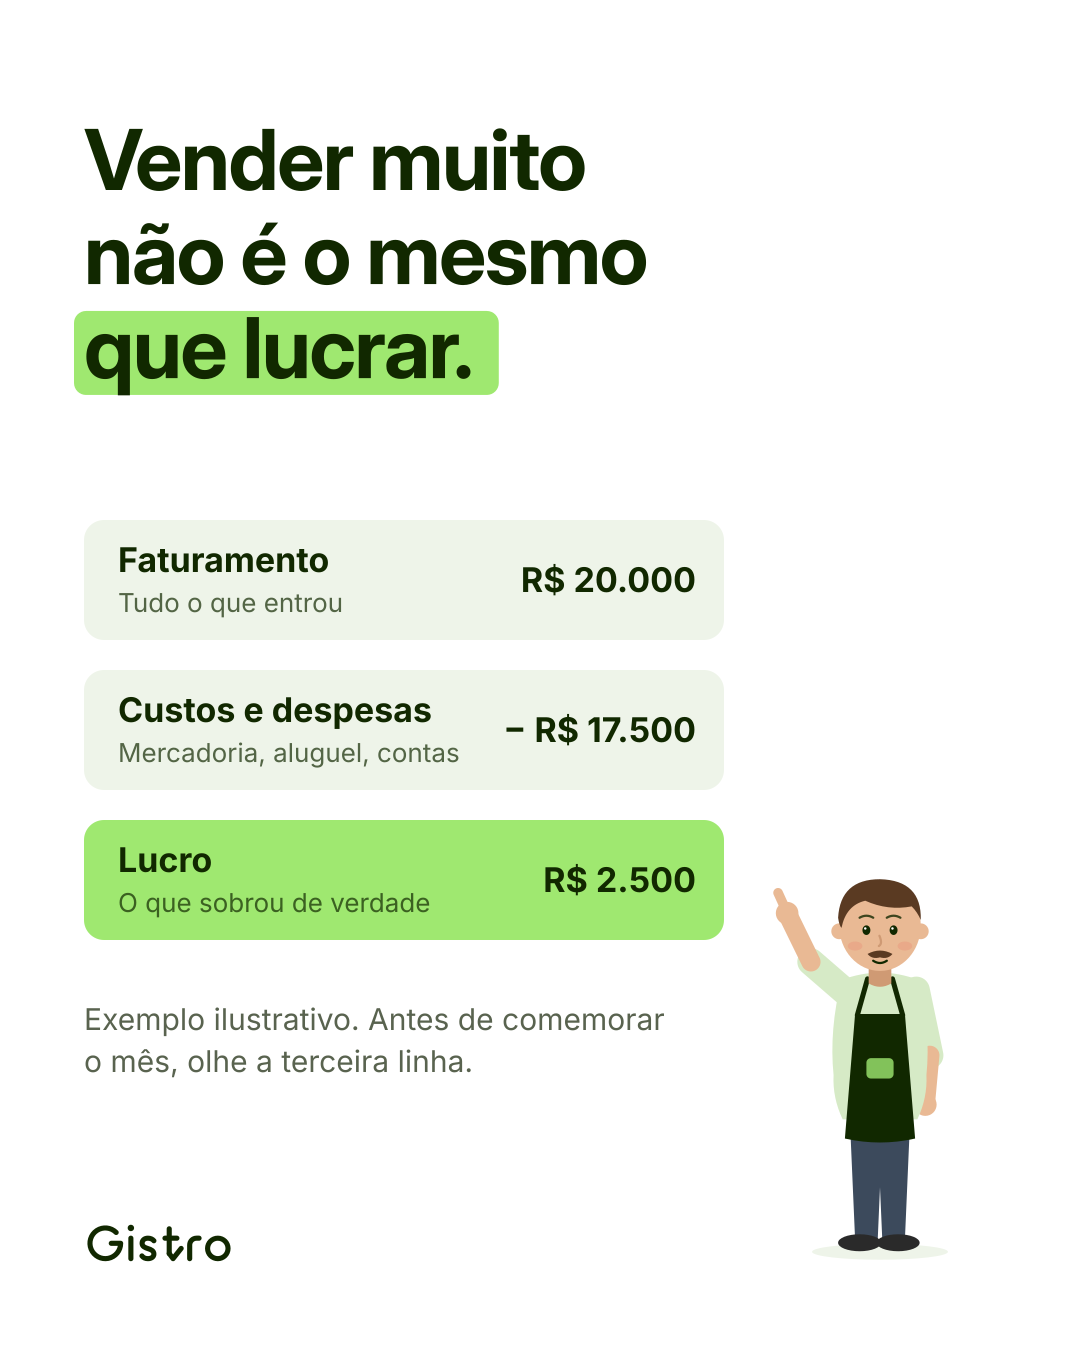 Vender muito
não é o mesmo
que lucrar.
Faturamento
Tudo o que entrou
R$ 20.000
Custos e despesas
Mercadoria, aluguel, contas
− R$ 17.500
Lucro
O que sobrou de verdade
R$ 2.500
Exemplo ilustrativo. Antes de comemorar
o mês, olhe a terceira linha.
Gistro